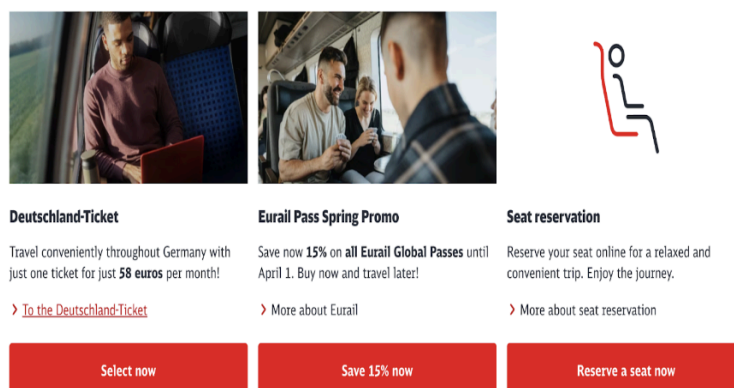 Deutschland-Ticket
Travel conveniently throughout Germany with
just one ticket for just 58 euros per month!
To the Deutschland-Ticket
Select now
Eurail Pass Spring Promo
Save now 15% on all Eurail Global Passes until
April 1. Buy now and travel later!
More about Eurail
Save 15% now
Seat reservation
Reserve your seat online for a relaxed and
convenient trip. Enjoy the journey.
More about seat reservation
Reserve a seat now